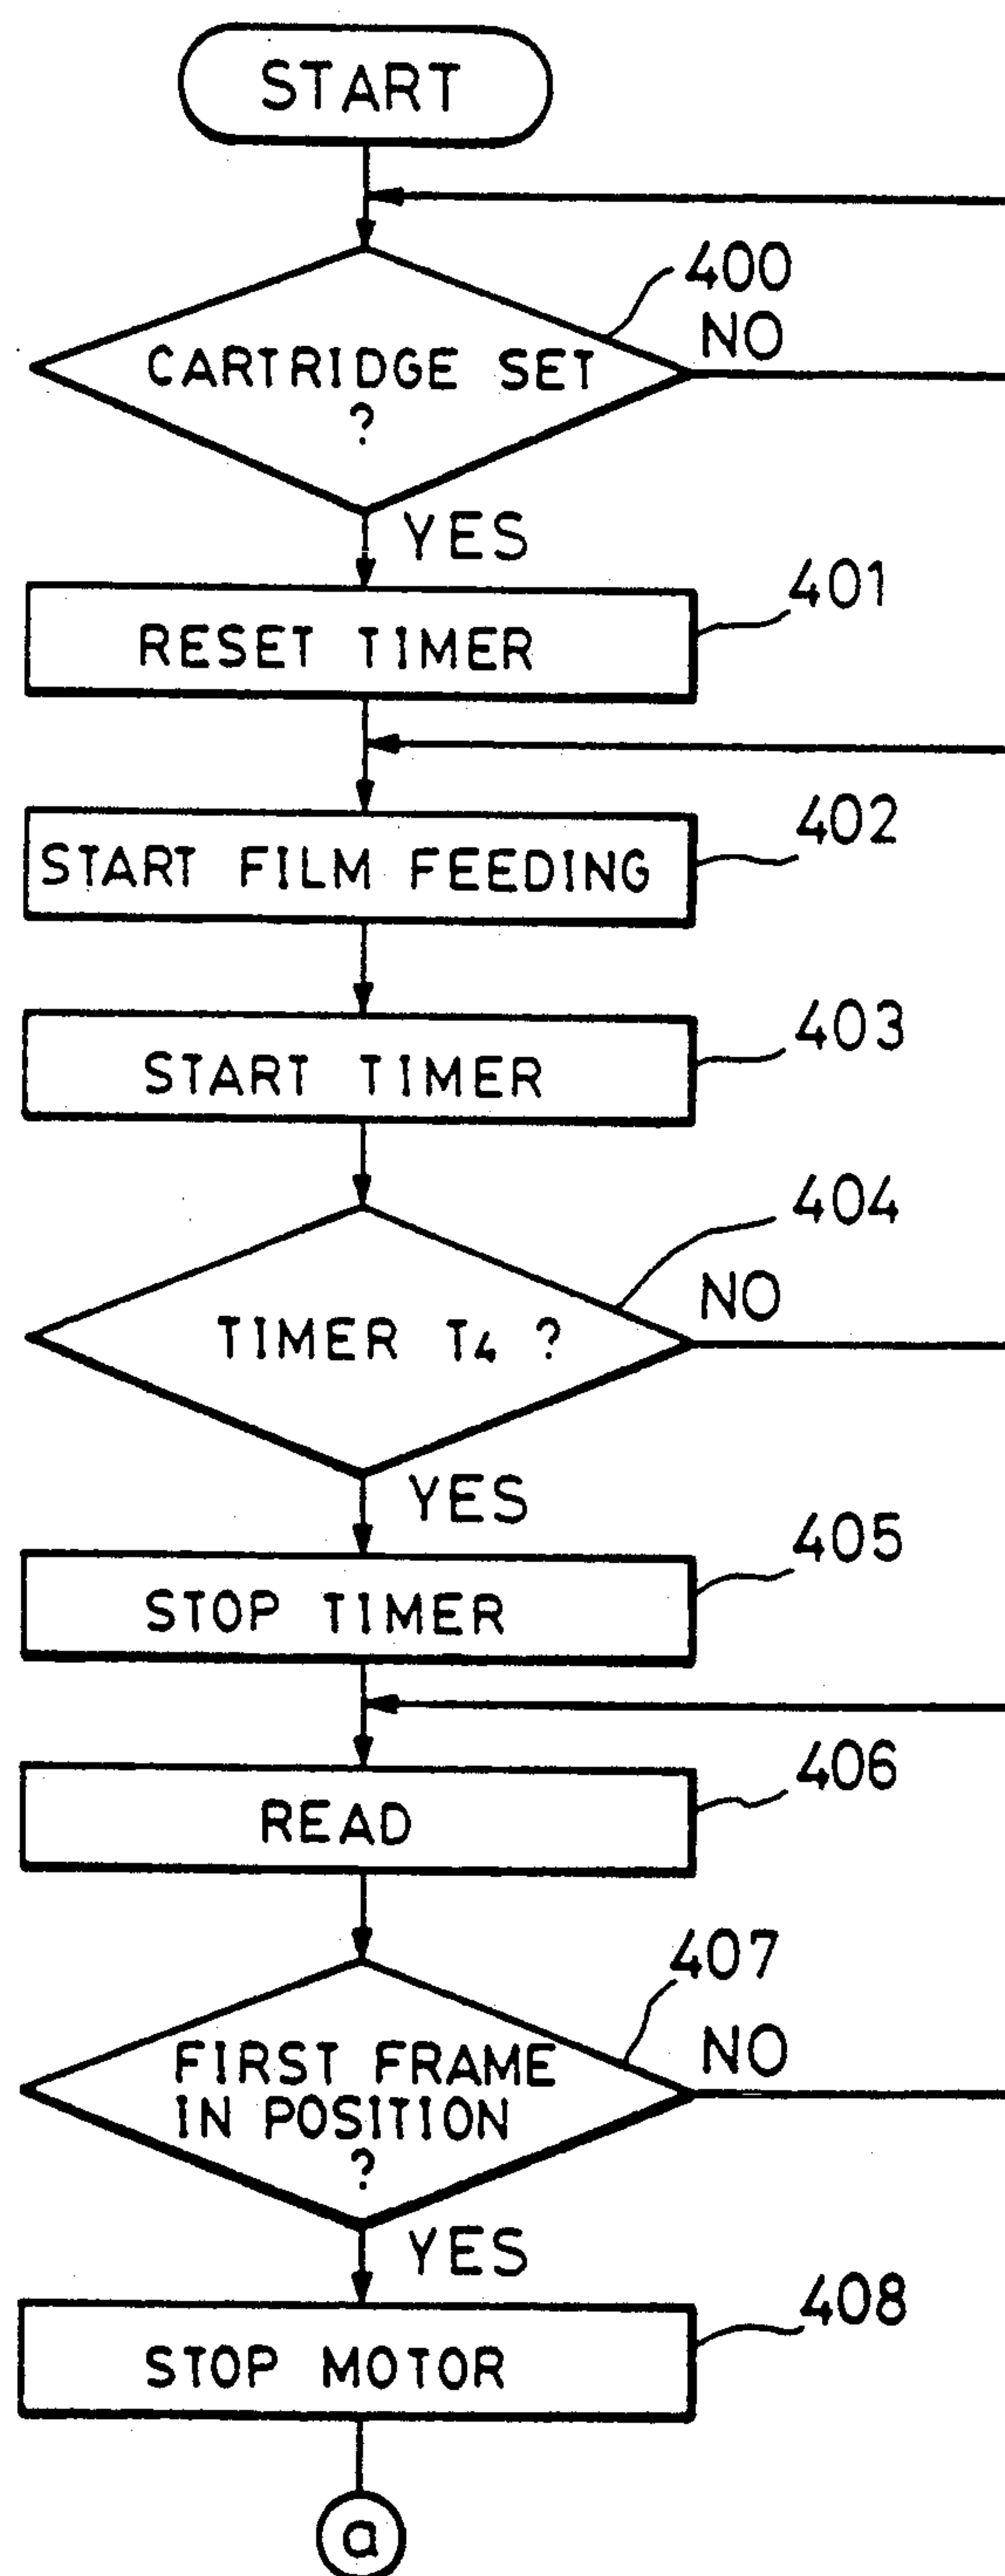 START
400
NO
CARTRIDGE SET
?
YES
401
RESET TIMER
402
START FILM FEEDING
403
START TIMER
404
NO
TIMER T4 ?
YES
405
STOP TIMER
406
READ
407
NO
FIRST FRAME
IN POSITION
?
YES
408
STOP MOTOR
a